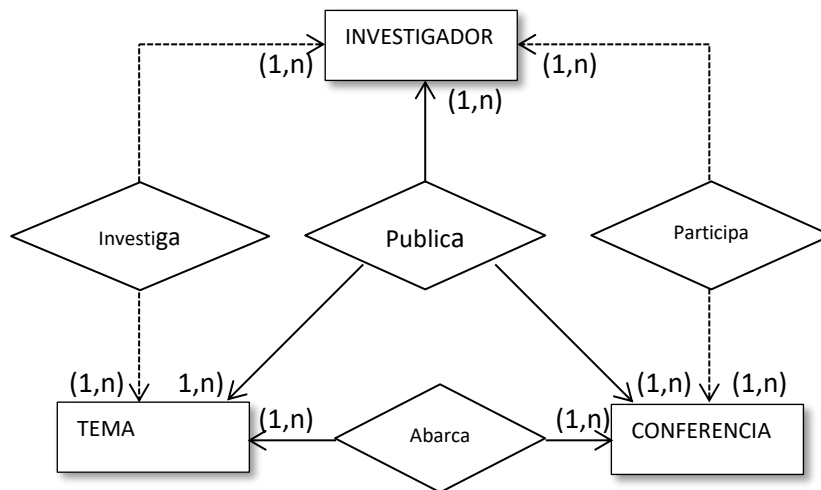 INVESTIGADOR
(1,n)
(1,n)
(1,n)
Investiga
Publica
Participa
(1,n)
1,n)
(1,n)
(1,n)
TEMA
(1,n)
Abarca
(1,n)
CONFERENCIA